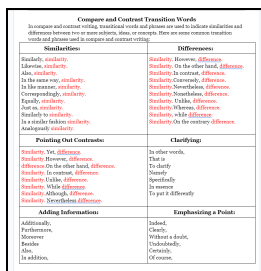 Compare and Contrast Transition Words
In compare and contrast writing, transitional words and phrases are used to indicate similarities and
differences between two or more subjects, ideas, or concepts. Here are some common transition
words and phrases used in compare and contrast writing:
Similarities:
Similarly, similarity.
Likewise, similarity.
Also, similarity.
In the same way, similarity.
In like manner, similarity.
Correspondingly, similarity.
Equally, similarity.
Just as, similarity.
Similarly to similarity.
In a similar fashion similarity.
Analogously similarity.
Differences:
Similarity. However, difference.
Similarity. On the other hand, difference.
Similarity. In contrast, difference.
Similarity. Conversely, difference.
Similarity. Nevertheless, difference.
Similarity. Nonetheless, difference.
Similarity. Unlike, difference.
Similarity. Whereas, difference.
Similarity, while difference.
Similarity. On the contrary difference.
Pointing Out Contrasts:
Similarity. Yet, difference.
Similarity. However, difference.
difference. On the other hand, difference.
Similarity. In contrast, difference.
Similarity. Unlike, difference.
Similarity. While difference.
Similarity. Although, difference.
Similarity. Nevertheless difference.
Clarifying:
In other words,
That is
To clarify
Namely
Specifically
In essence
To put it differently
Adding Information:
Additionally,
Furthermore,
Moreover
Besides
Also,
In addition,
Emphasizing a Point:
Indeed,
Clearly,
Without a doubt,
Undoubtedly,
Certainly,
Of course,